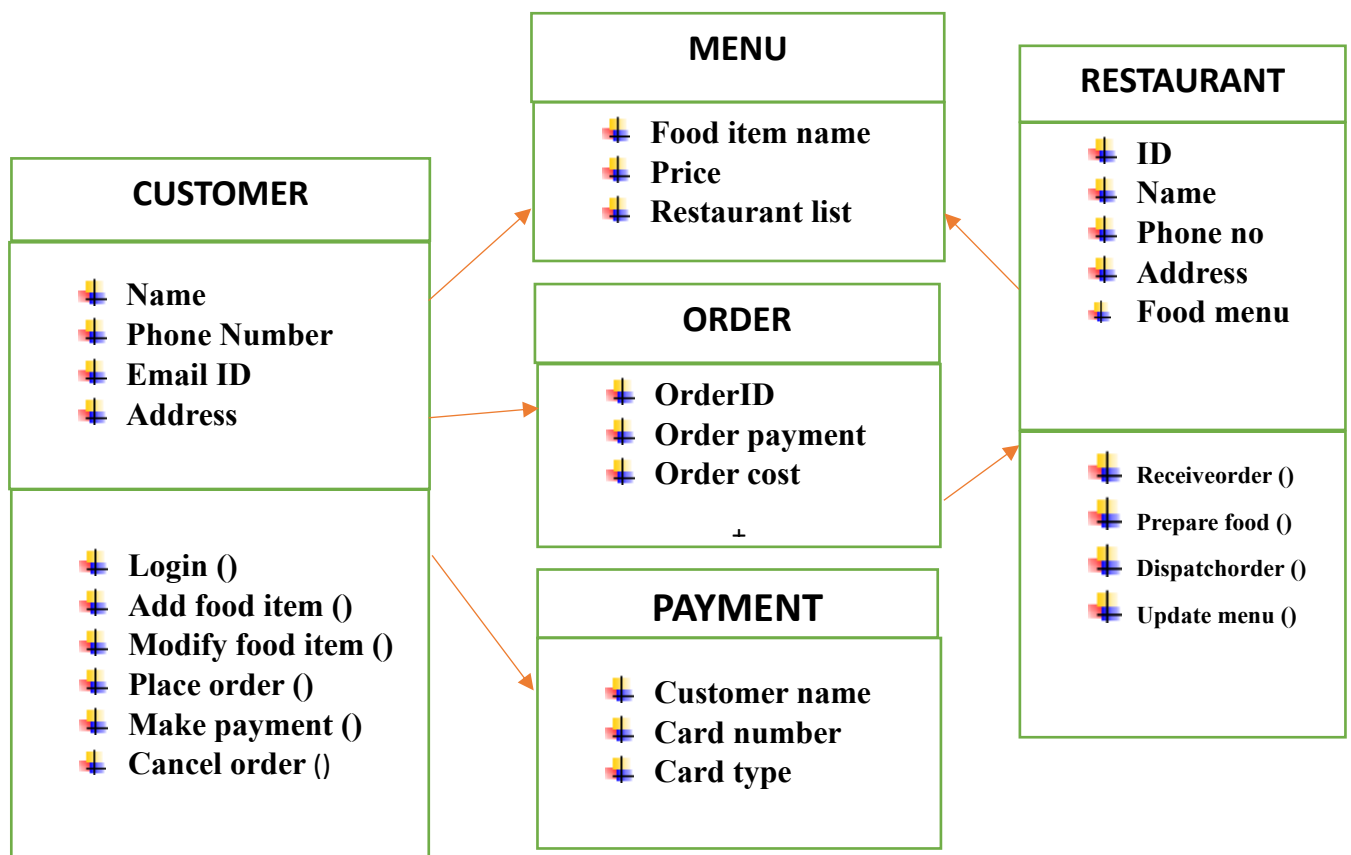 CUSTOMER
Name
Phone Number
Email ID
Address
Login ()
Add food item ()
Modify food item ()
Place order ()
Make payment ()
Cancel order ()
MENU
Food item name
Price
Restaurant list
ORDER
OrderID
Order payment
Order cost
PAYMENT
Customer name
Card number
Card type
RESTAURANT
ID
Name
Phone no
Address
Food menu
Receiveorder ()
Prepare food ()
Dispatchorder ()
Update menu ()